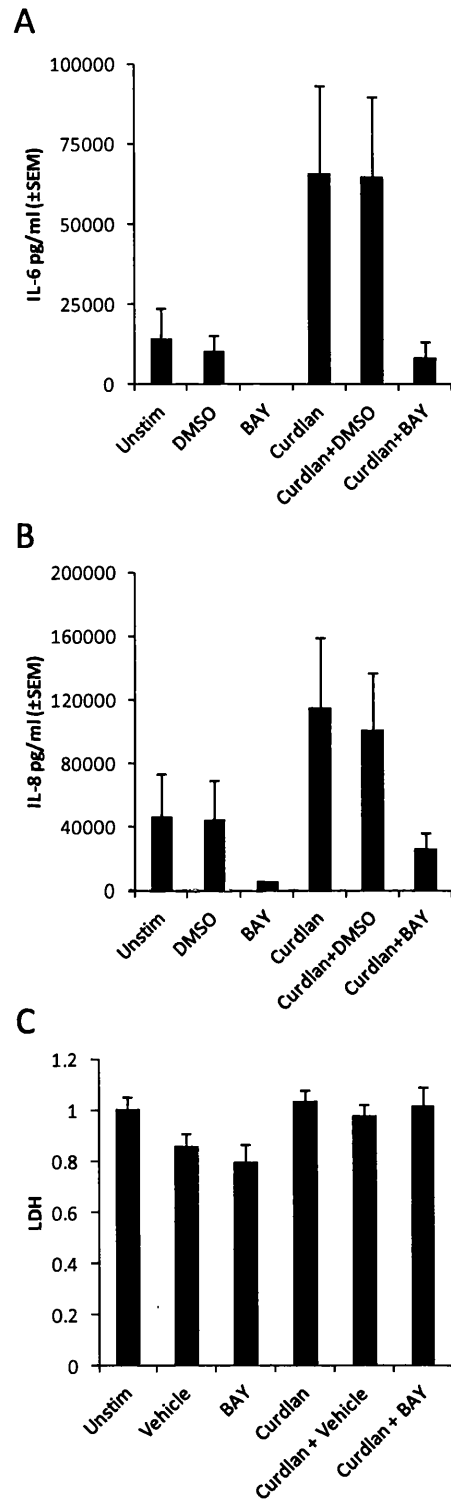 A
IL-6 pg/ml (±SEM)
100000
75000
50000
25000
0
Unstim
DMSO
BAY
Curdlan
Curdlan+DMSO
Curdlan+BAY
B
IL-8 pg/ml (±SEM)
200000
160000
120000
80000
40000
0
Unstim
DMSO
BAY
Curdlan
Curdlan+DMSO
Curdlan+BAY
C
LDH
1.2
1
0.8
0.6
0.4
0.2
0
Unstim
Vehicle
BAY
Curdlan
Curdlan + Vehicle
Curdlan + BAY